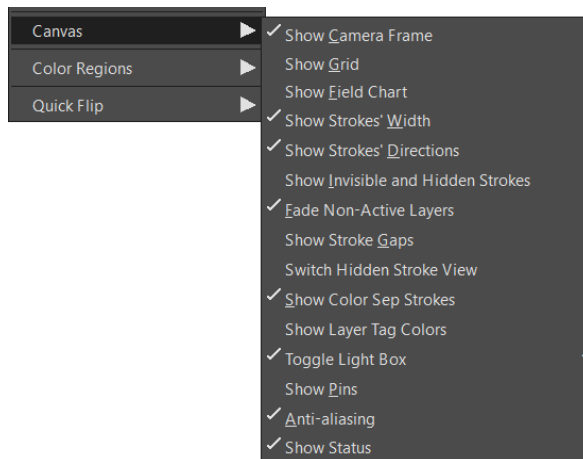 Canvas
Color Regions
Quick Flip
Show Camera Frame
Show Grid
Show Field Chart
Show Strokes' Width
Show Strokes' Directions
Show Invisible and Hidden Strokes
Fade Non-Active Layers
Show Stroke Gaps
Switch Hidden Stroke View
Show Color Sep Strokes
Show Layer Tag Colors
Toggle Light Box
Show Pins
Anti-aliasing
Show Status